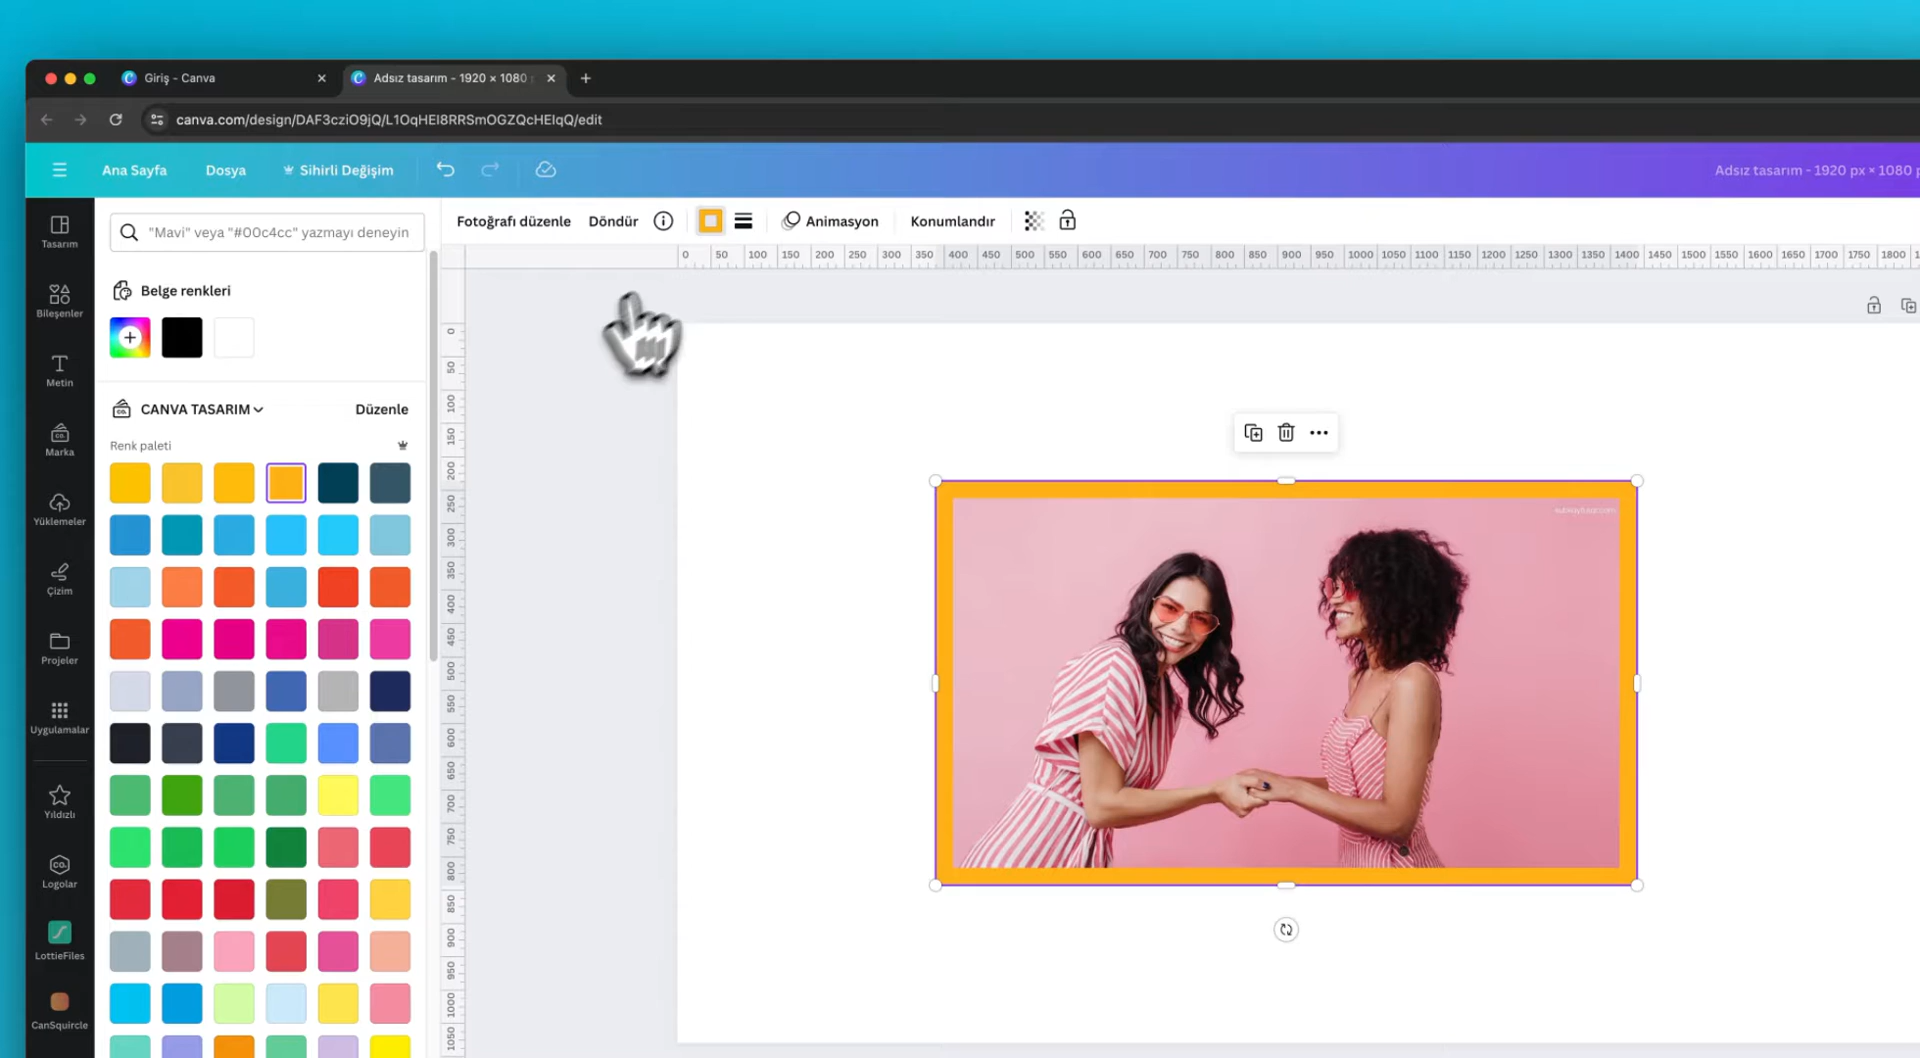 Giriş - Canva
Adsız tasarım - 1920 × 1080
canva.com/design/DAF3cziO9jQ/L1OqHEI8RRSmOGZQcHEIqQ/edit
Ana Sayfa
Dosya
Sihirli Değişim
Adsız tasarım - 1920 px × 1080 p
Tasarım
Bileşenler
Metin
Marka
Yüklemeler
Çizim
Projeler
Uygulamalar
Yıldızlı
Logolar
LottieFiles
CanSquircle
"Mavi" veya "#00c4cc" yazmayı deneyin
Belge renkleri
CANVA TASARIM
Düzenle
Renk paleti
Fotoğrafı düzenle
Döndür
Animasyon
Konumlandır
0 50 100 150 200 250 300 350 400 450 500 550 600 650 700 750 800 850 900 950 1000 1050 1100 1150 1200 1250 1300 1350 1400 1450 1500 1550 1600 1650 1700 1750 1800
0
50
100
150
200
250
300
350
400
450
500
550
600
650
700
750
800
850
900
950
1000
1050